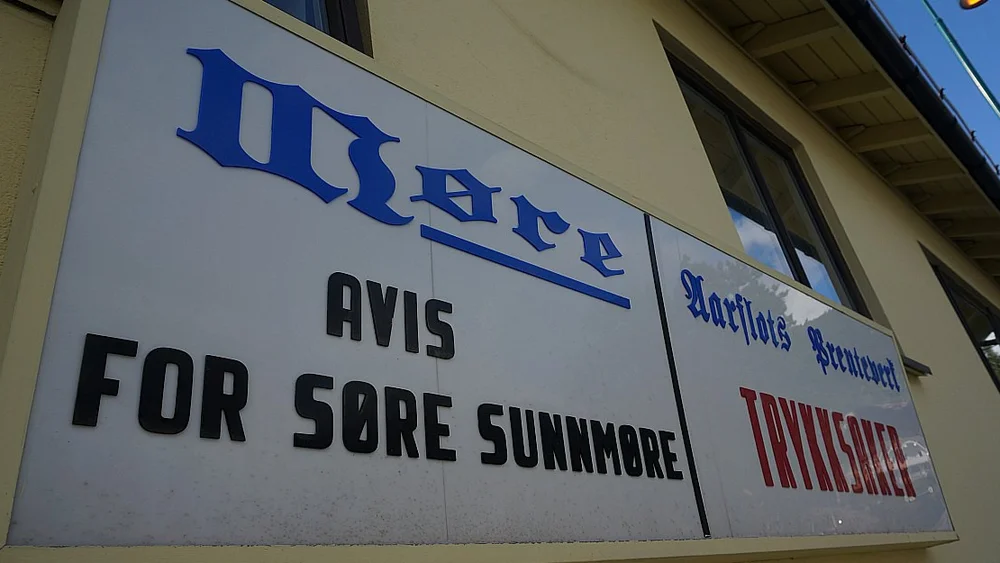 Møre
AVIS
FOR SØRE SUNNMØRE
Aarflots Prenteverk
TRYKKSAKER